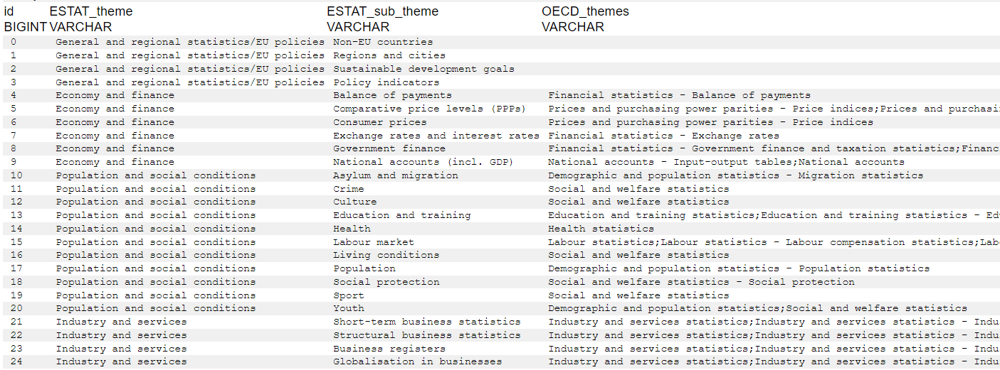 id ESTAT_theme ESTAT_sub_theme OECD_themes
BIGINT VARCHAR VARCHAR VARCHAR
0 General and regional statistics/EU policies Non-EU countries
1 General and regional statistics/EU policies Regions and cities
2 General and regional statistics/EU policies Sustainable development goals
3 General and regional statistics/EU policies Policy indicators
4 Economy and finance Balance of payments Financial statistics - Balance of payments
5 Economy and finance Comparative price levels (PPPs) Prices and purchasing power parities - Price indices;Prices and purchasi
6 Economy and finance Consumer prices Prices and purchasing power parities - Price indices
7 Economy and finance Exchange rates and interest rates Financial statistics - Exchange rates
8 Economy and finance Government finance Financial statistics - Government finance and taxation statistics;Financ
9 Economy and finance National accounts (incl. GDP) National accounts - Input-output tables;National accounts
10 Population and social conditions Asylum and migration Demographic and population statistics - Migration statistics
11 Population and social conditions Crime Social and welfare statistics
12 Population and social conditions Culture Social and welfare statistics
13 Population and social conditions Education and training Education and training statistics;Education and training statistics - Ed
14 Population and social conditions Health Health statistics
15 Population and social conditions Labour market Labour statistics;Labour statistics - Labour compensation statistics;Lab
16 Population and social conditions Living conditions Social and welfare statistics
17 Population and social conditions Population Demographic and population statistics - Population statistics
18 Population and social conditions Social protection Social and welfare statistics - Social protection
19 Population and social conditions Sport Social and welfare statistics
20 Population and social conditions Youth Demographic and population statistics;Social and welfare statistics
21 Industry and services Short-term business statistics Industry and services statistics;Industry and services statistics - Indu
22 Industry and services Structural business statistics Industry and services statistics;Industry and services statistics - Indu
23 Industry and services Business registers Industry and services statistics;Industry and services statistics - Indu
24 Industry and services Globalisation in businesses Industry and services statistics;Industry and services statistics - Indu